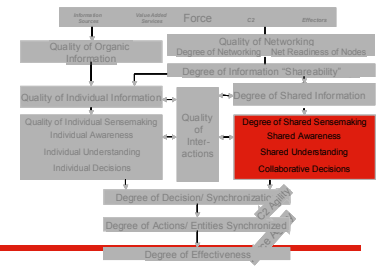 Information Sources
Value Added Services
Force
C2
Effectors
Quality of Organic Information
Quality of Networking
Degree of Networking Net Readiness of Nodes
Degree of Information "Shareability"
Quality of Individual Information
Degree of Shared Information
Quality of Inter-actions
Quality of Individual Sensemaking
Individual Awareness
Individual Understanding
Individual Decisions
Degree of Shared Sensemaking
Shared Awareness
Shared Understanding
Collaborative Decisions
Degree of Decision/ Synchronizatio
C2 Agility
Degree of Actions/ Entities Synchronized
Degree of Effectiveness